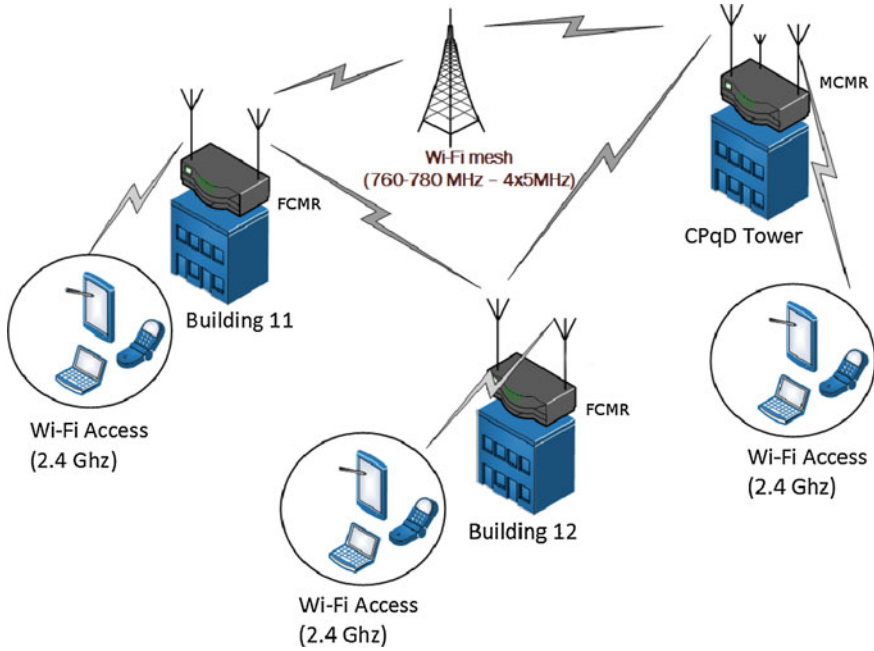 MCMR
Wi-Fi mesh
(760-780 MHz – 4x5MHz)
FCMR
CPqD Tower
Building 11
FCMR
Wi-Fi Access
(2.4 Ghz)
Wi-Fi Access
(2.4 Ghz)
Building 12
Wi-Fi Access
(2.4 Ghz)